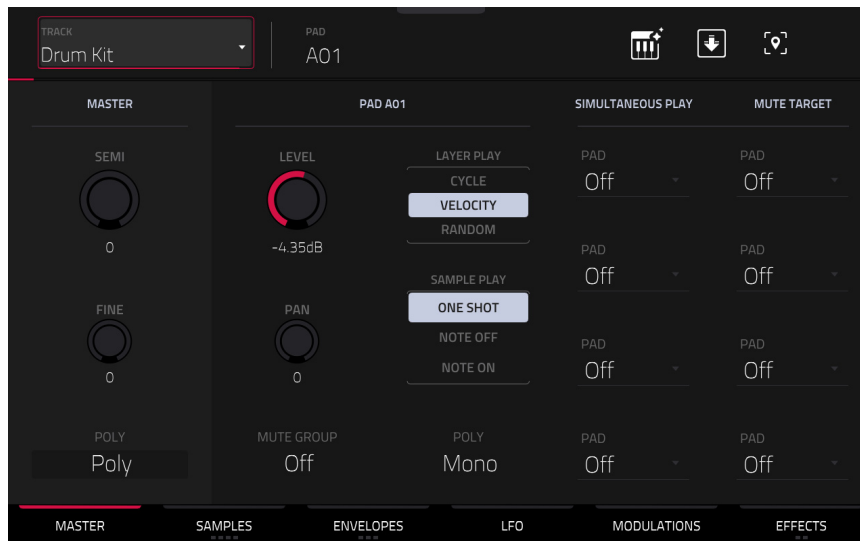 TRACK
Drum Kit
PAD
A01
MASTER
PAD A01
SIMULTANEOUS PLAY
MUTE TARGET
SEMI
0
FINE
0
POLY
Poly
LEVEL
-4.35dB
PAN
0
MUTE GROUP
Off
LAYER PLAY
CYCLE
VELOCITY
RANDOM
SAMPLE PLAY
ONE SHOT
NOTE OFF
NOTE ON
POLY
Mono
PAD
Off
PAD
Off
PAD
Off
PAD
Off
PAD
Off
PAD
Off
PAD
Off
PAD
Off
MASTER
SAMPLES
ENVELOPES
LFO
MODULATIONS
EFFECTS